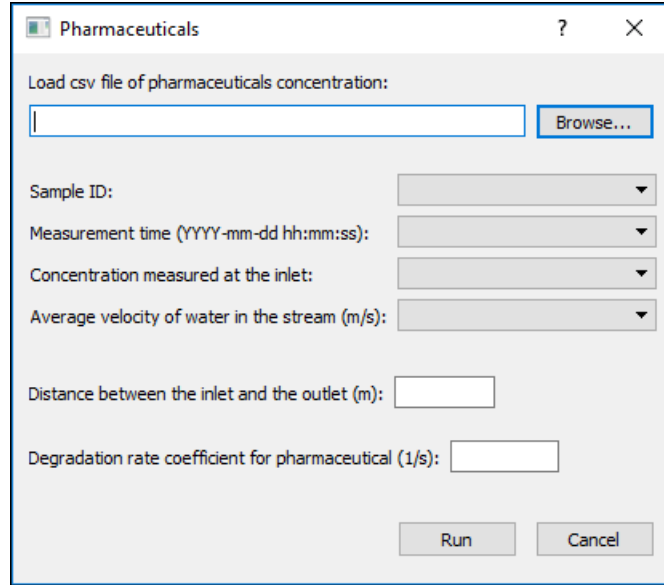 Pharmaceuticals
Load csv file of pharmaceuticals concentration:
Browse...
Sample ID:
Measurement time (YYYY-mm-dd hh:mm:ss):
Concentration measured at the inlet:
Average velocity of water in the stream (m/s):
Distance between the inlet and the outlet (m):
Degradation rate coefficient for pharmaceutical (1/s):
Run Cancel